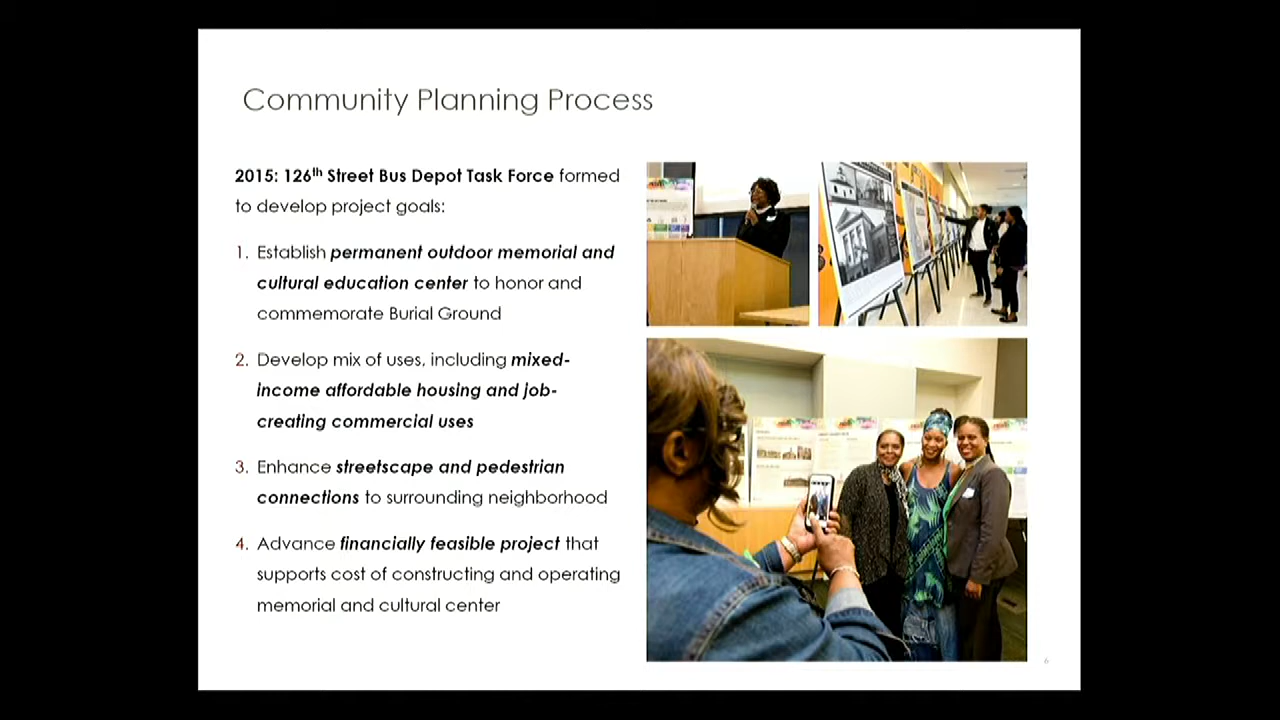 Community Planning Process
2015: 126th Street Bus Depot Task Force formed
to develop project goals:
1. Establish permanent outdoor memorial and
cultural education center to honor and
commemorate Burial Ground
2. Develop mix of uses, including mixed-
income affordable housing and job-
creating commercial uses
3. Enhance streetscape and pedestrian
connections to surrounding neighborhood
4. Advance financially feasible project that
supports cost of constructing and operating
memorial and cultural center
6